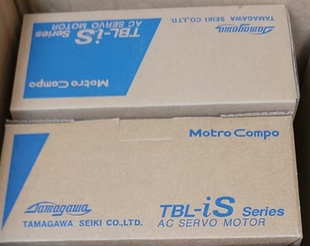 TBL-iS Series
AC SERVO MOTOR
Motro Compo
Tamagawa
TAMAGAWA SEIKI CO.,LTD.
Motro Compo
Tamagawa
TAMAGAWA SEIKI CO.,LTD.
TBL-iS Series
AC SERVO MOTOR